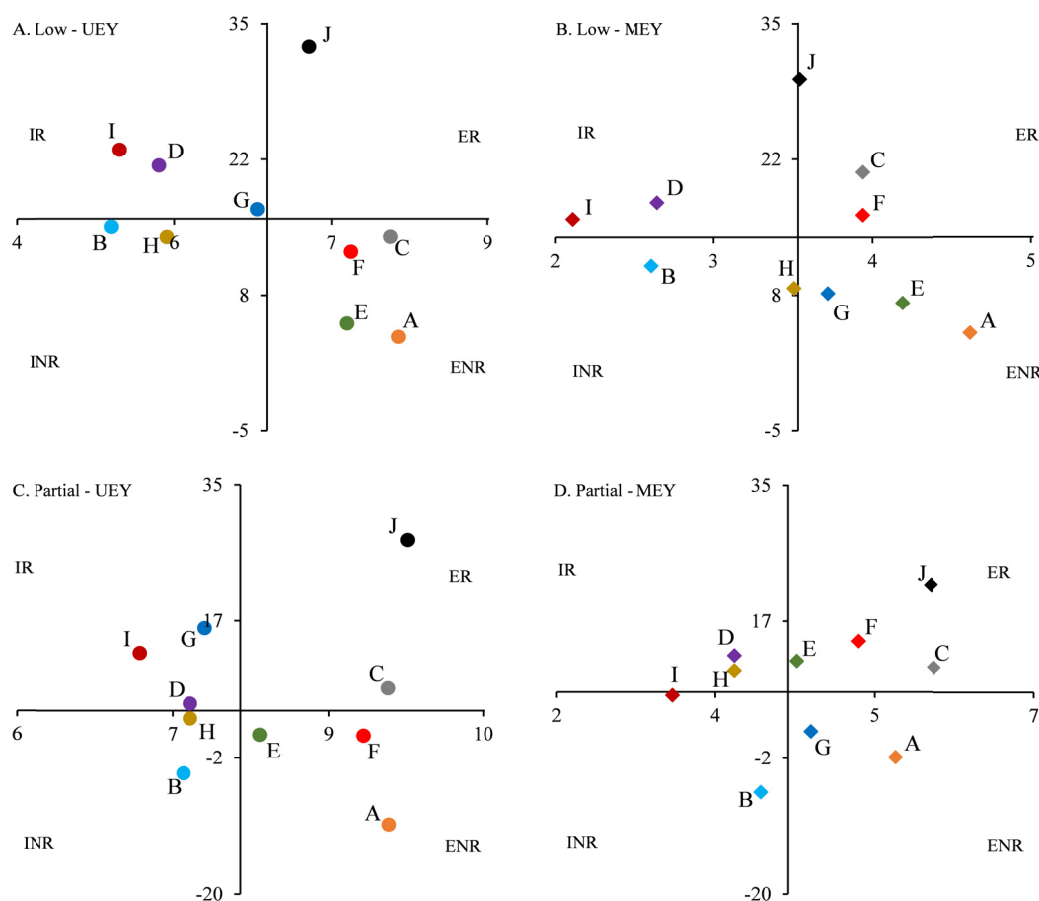 A. Low - UEY
35
J
IR
I
D
22
ER
G
4
B
6
H
7
F
C
9
8
E
A
INR
ENR
-5
B. Low - MEY
35
J
IR
22
C
ER
I
D
F
2
B
3
H
4
5
8
G
E
A
INR
ENR
-5
C. Partial - UEY
35
J
IR
ER
17
I
G
D
C
6
7
H
9
10
E
F
-2
B
A
INR
ENR
-20
D. Partial - MEY
35
IR
J
ER
17
D
E
F
C
I
H
2
4
5
7
G
A
-2
B
INR
ENR
-20